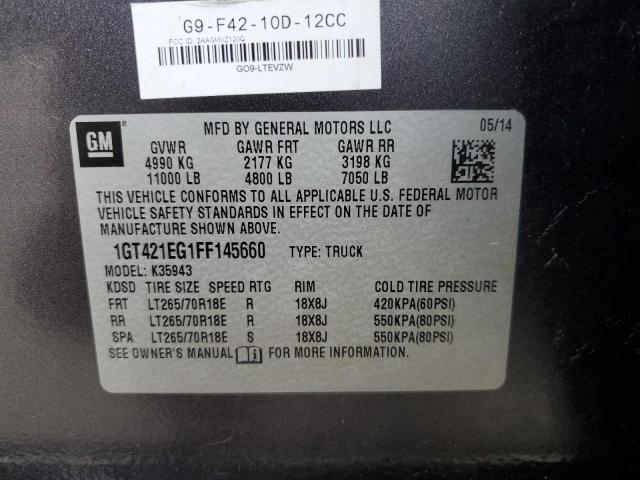 G9-F42-10D-12CC
FCC ID: 2AAGMVZ120Q
GO9-LTEVZW
GM
MFD BY GENERAL MOTORS LLC 05/14
GVWR GAWR FRT GAWR RR
4990 KG 2177 KG 3198 KG
11000 LB 4800 LB 7050 LB
THIS VEHICLE CONFORMS TO ALL APPLICABLE U.S. FEDERAL MOTOR
VEHICLE SAFETY STANDARDS IN EFFECT ON THE DATE OF
MANUFACTURE SHOWN ABOVE.
1GT421EG1FF145660 TYPE: TRUCK
MODEL: K35943
KDSD TIRE SIZE SPEED RTG RIM COLD TIRE PRESSURE
FRT LT265/70R18E R 18X8J 420KPA(60PSI)
RR LT265/70R18E R 18X8J 550KPA(80PSI)
SPA LT265/70R18E S 18X8J 550KPA(80PSI)
SEE OWNER'S MANUAL FOR MORE INFORMATION.